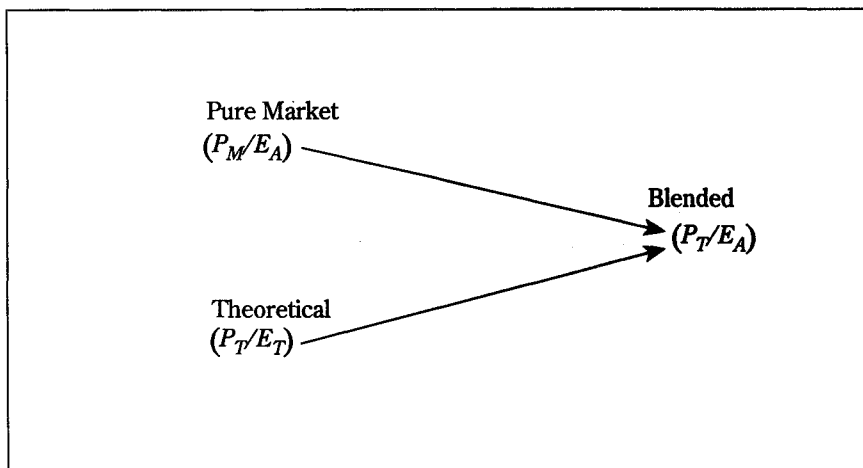 Pure Market
(P_M/E_A)
Blended
(P_T/E_A)
Theoretical
(P_T/E_T)